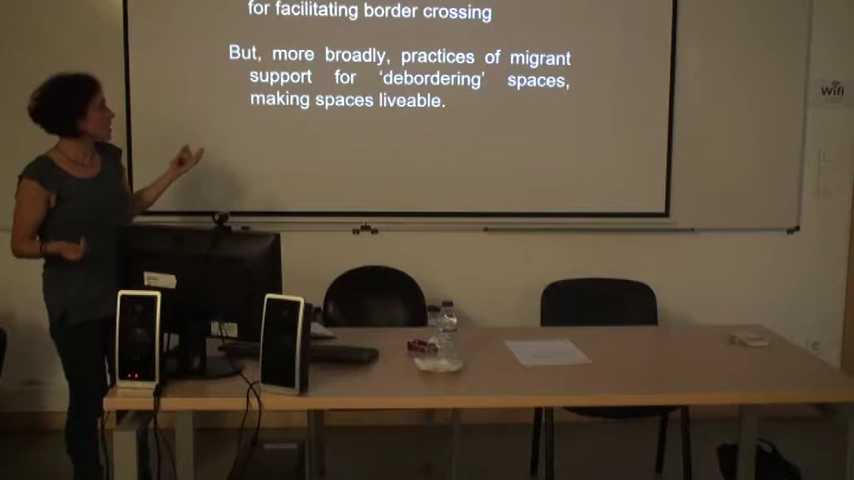 for facilitating border crossing
But, more broadly, practices of migrant
support for ‘debordering’ spaces,
making spaces liveable.
wifi